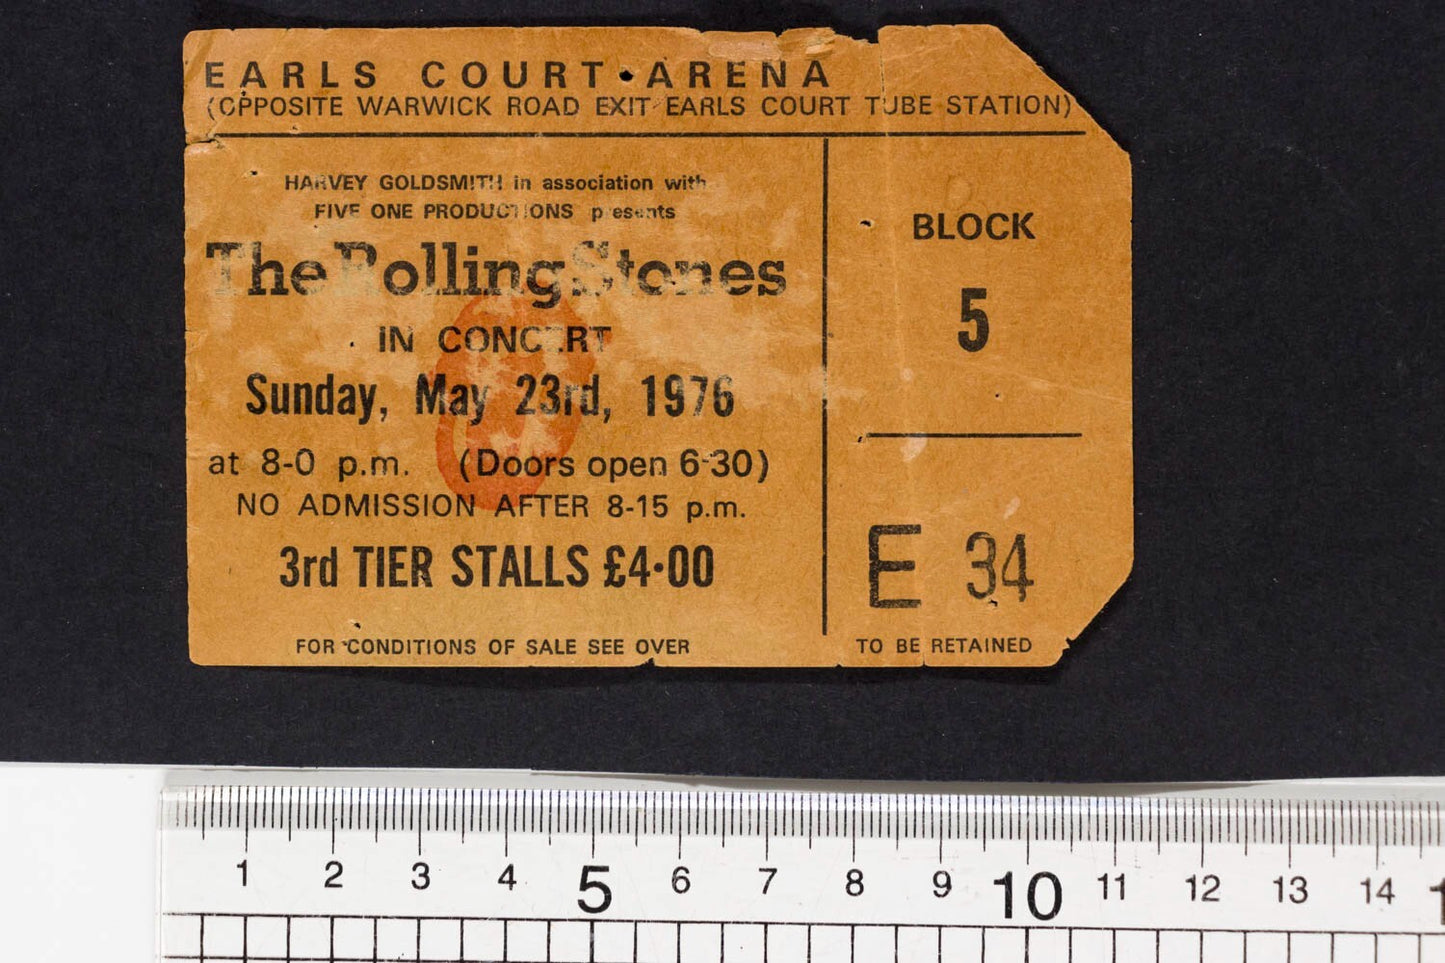 EARLS COURT ARENA
(OPPOSITE WARWICK ROAD EXIT EARLS COURT TUBE STATION)
HARVEY GOLDSMITH in association with
FIVE ONE PRODUCTIONS presents
The Rolling Stones
IN CONCERT
Sunday, May 23rd, 1976
at 8-0 p.m. (Doors open 6-30)
NO ADMISSION AFTER 8-15 p.m.
3rd TIER STALLS £4·00
FOR CONDITIONS OF SALE SEE OVER
BLOCK
5
E 34
TO BE RETAINED
1 2 3 4 5 6 7 8 9 10 11 12 13 14